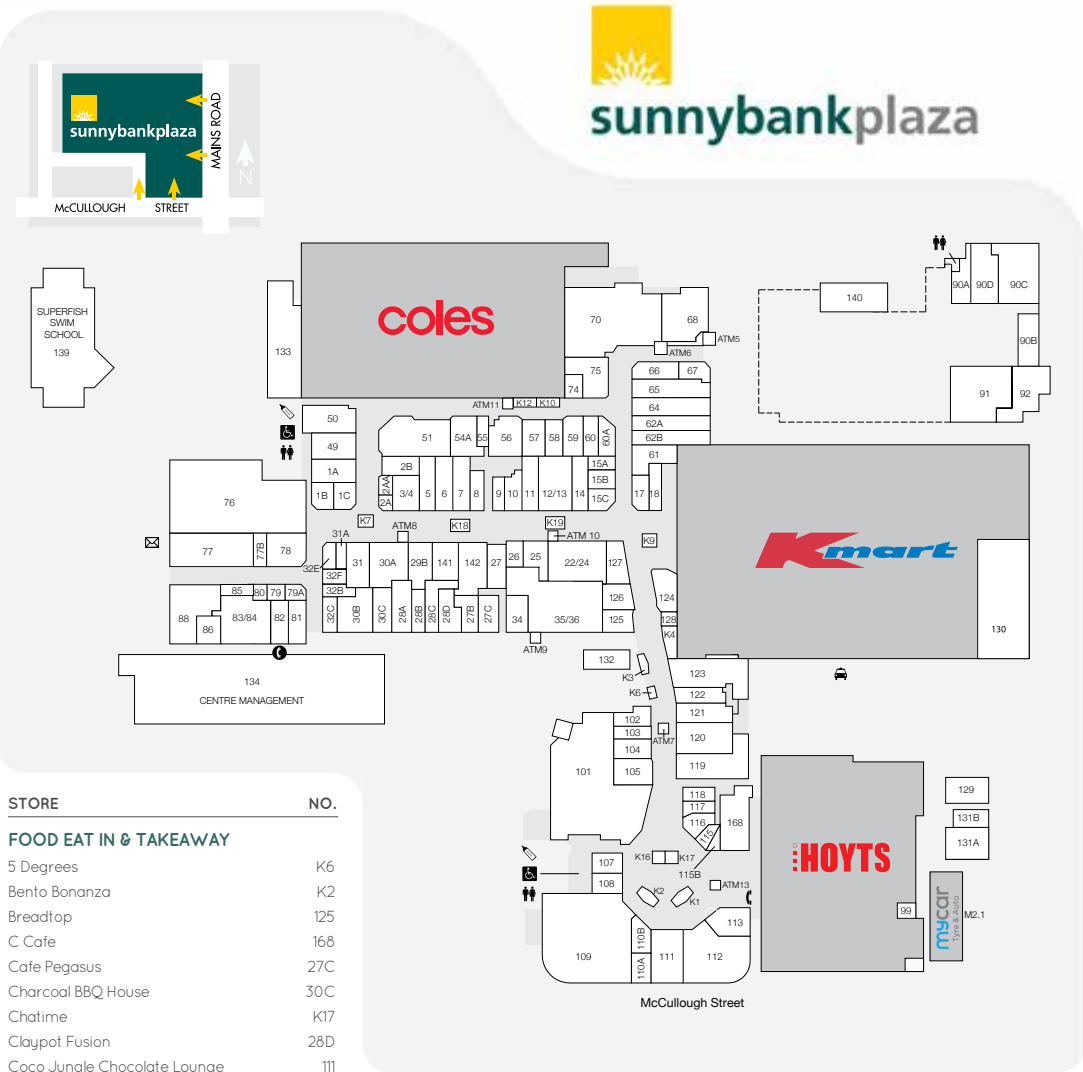 sunnybankplaza
MAINS ROAD
N
McCULLOUGH STREET
sunnybankplaza
SUPERFISH
SWIM
SCHOOL
139
133
coles
70
68
ATM5
ATM6
75
74
ATM11
K12
K10
140
90A
90D
90C
90B
91
92
66
67
65
64
62A
62B
61
17
18
50
49
1A
1B
1C
51
54A
55
56
57
58
59
60
60A
2B
2AA
2A
3/4
5
6
7
8
9
10
11
12/13
14
15A
15B
15C
76
77
77B
78
K7
ATM8
K18
K19
ATM 10
K9
Kmart
130
31A
32E
32F
32B
32C
31
30A
29B
141
142
27
30B
30C
28A
28B
28C
28D
27B
27C
26
25
22/24
127
126
125
34
35/36
ATM9
124
128
K4
85
80
79
79A
88
86
83/84
82
81
134
CENTRE MANAGEMENT
132
K3
K6
123
122
121
120
119
ATM7
102
103
104
105
101
118
117
116
115
168
115B
K16
K17
107
108
K2
K1
ATM13
113
109
110B
110A
111
112
HOYTS
99
129
131B
131A
mycar
Tyre & Auto
M2.1
McCullough Street
STORE NO.
FOOD EAT IN & TAKEAWAY
5 Degrees K6
Bento Bonanza K2
Breadtop 125
C Cafe 168
Cafe Pegasus 27C
Charcoal BBQ House 30C
Chatime K17
Claypot Fusion 28D
Coco Jungle Chocolate Lounge 111